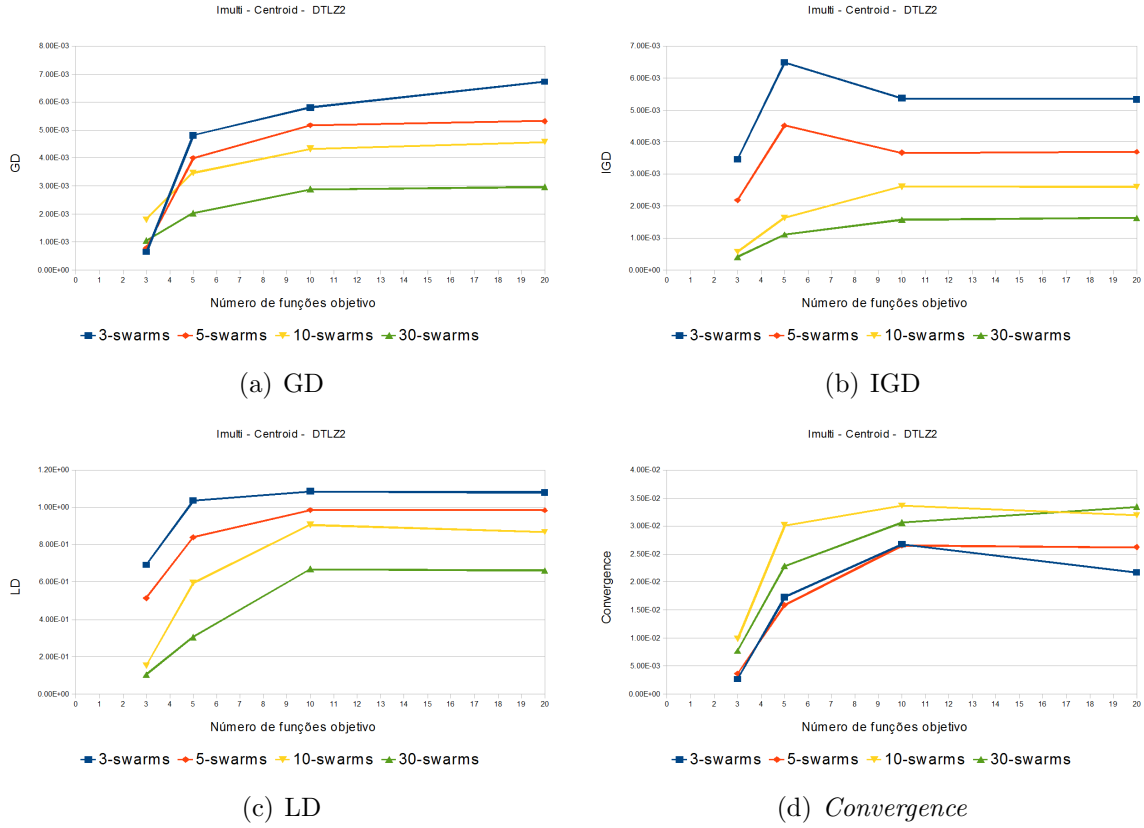 Imulti - Centroid - DTLZ2
8.00E-03
7.00E-03
6.00E-03
5.00E-03
4.00E-03
3.00E-03
2.00E-03
1.00E-03
0.00E+00
GD
0 1 2 3 4 5 6 7 8 9 10 11 12 13 14 15 16 17 18 19 20
Número de funções objetivo
3-swarms 5-swarms 10-swarms 30-swarms
(a) GD
Imulti - Centroid - DTLZ2
7.00E-03
6.00E-03
5.00E-03
4.00E-03
3.00E-03
2.00E-03
1.00E-03
0.00E+00
IGD
0 1 2 3 4 5 6 7 8 9 10 11 12 13 14 15 16 17 18 19 20
Número de funções objetivo
3-swarms 5-swarms 10-swarms 30-swarms
(b) IGD
Imulti - Centroid - DTLZ2
1.20E+00
1.00E+00
8.00E-01
6.00E-01
4.00E-01
2.00E-01
0.00E+00
LD
0 1 2 3 4 5 6 7 8 9 10 11 12 13 14 15 16 17 18 19 20
Número de funções objetivo
3-swarms 5-swarms 10-swarms 30-swarms
(c) LD
Imulti - Centroid - DTLZ2
4.00E-02
3.50E-02
3.00E-02
2.50E-02
2.00E-02
1.50E-02
1.00E-02
5.00E-03
0.00E+00
Convergence
0 1 2 3 4 5 6 7 8 9 10 11 12 13 14 15 16 17 18 19 20
Número de funções objetivo
3-swarms 5-swarms 10-swarms 30-swarms
(d) Convergence